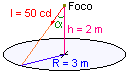 I = 50 cd
Foco
α
h = 2 m
R = 3 m